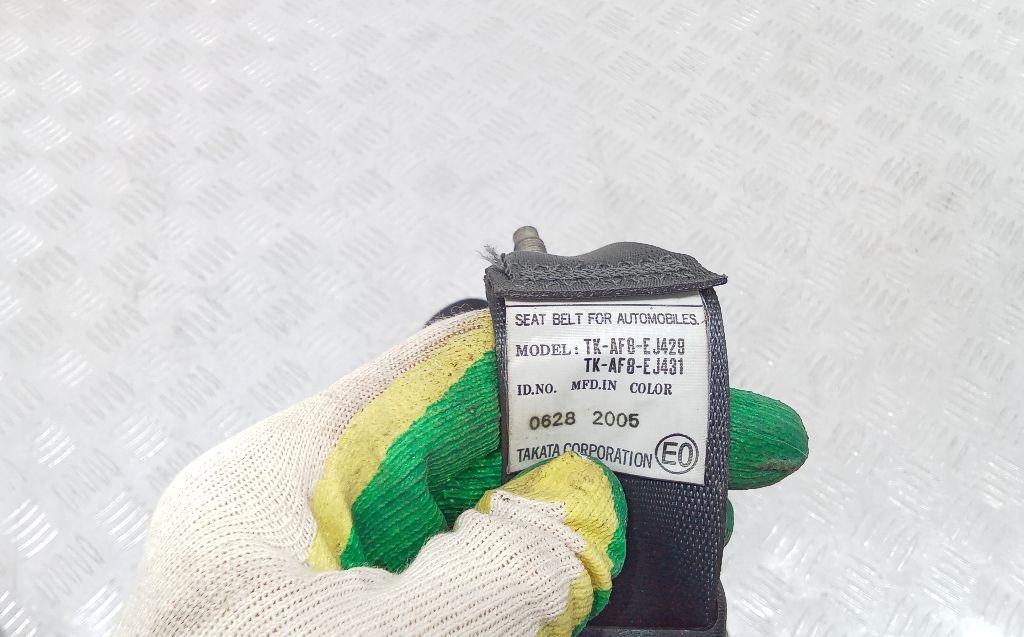 SEAT BELT FOR AUTOMOBILES.
MODEL: TK-AF8-EJ429
TK-AF8-EJ431
ID.NO. MFD.IN COLOR
0628 2005
TAKATA CORPORATION E0